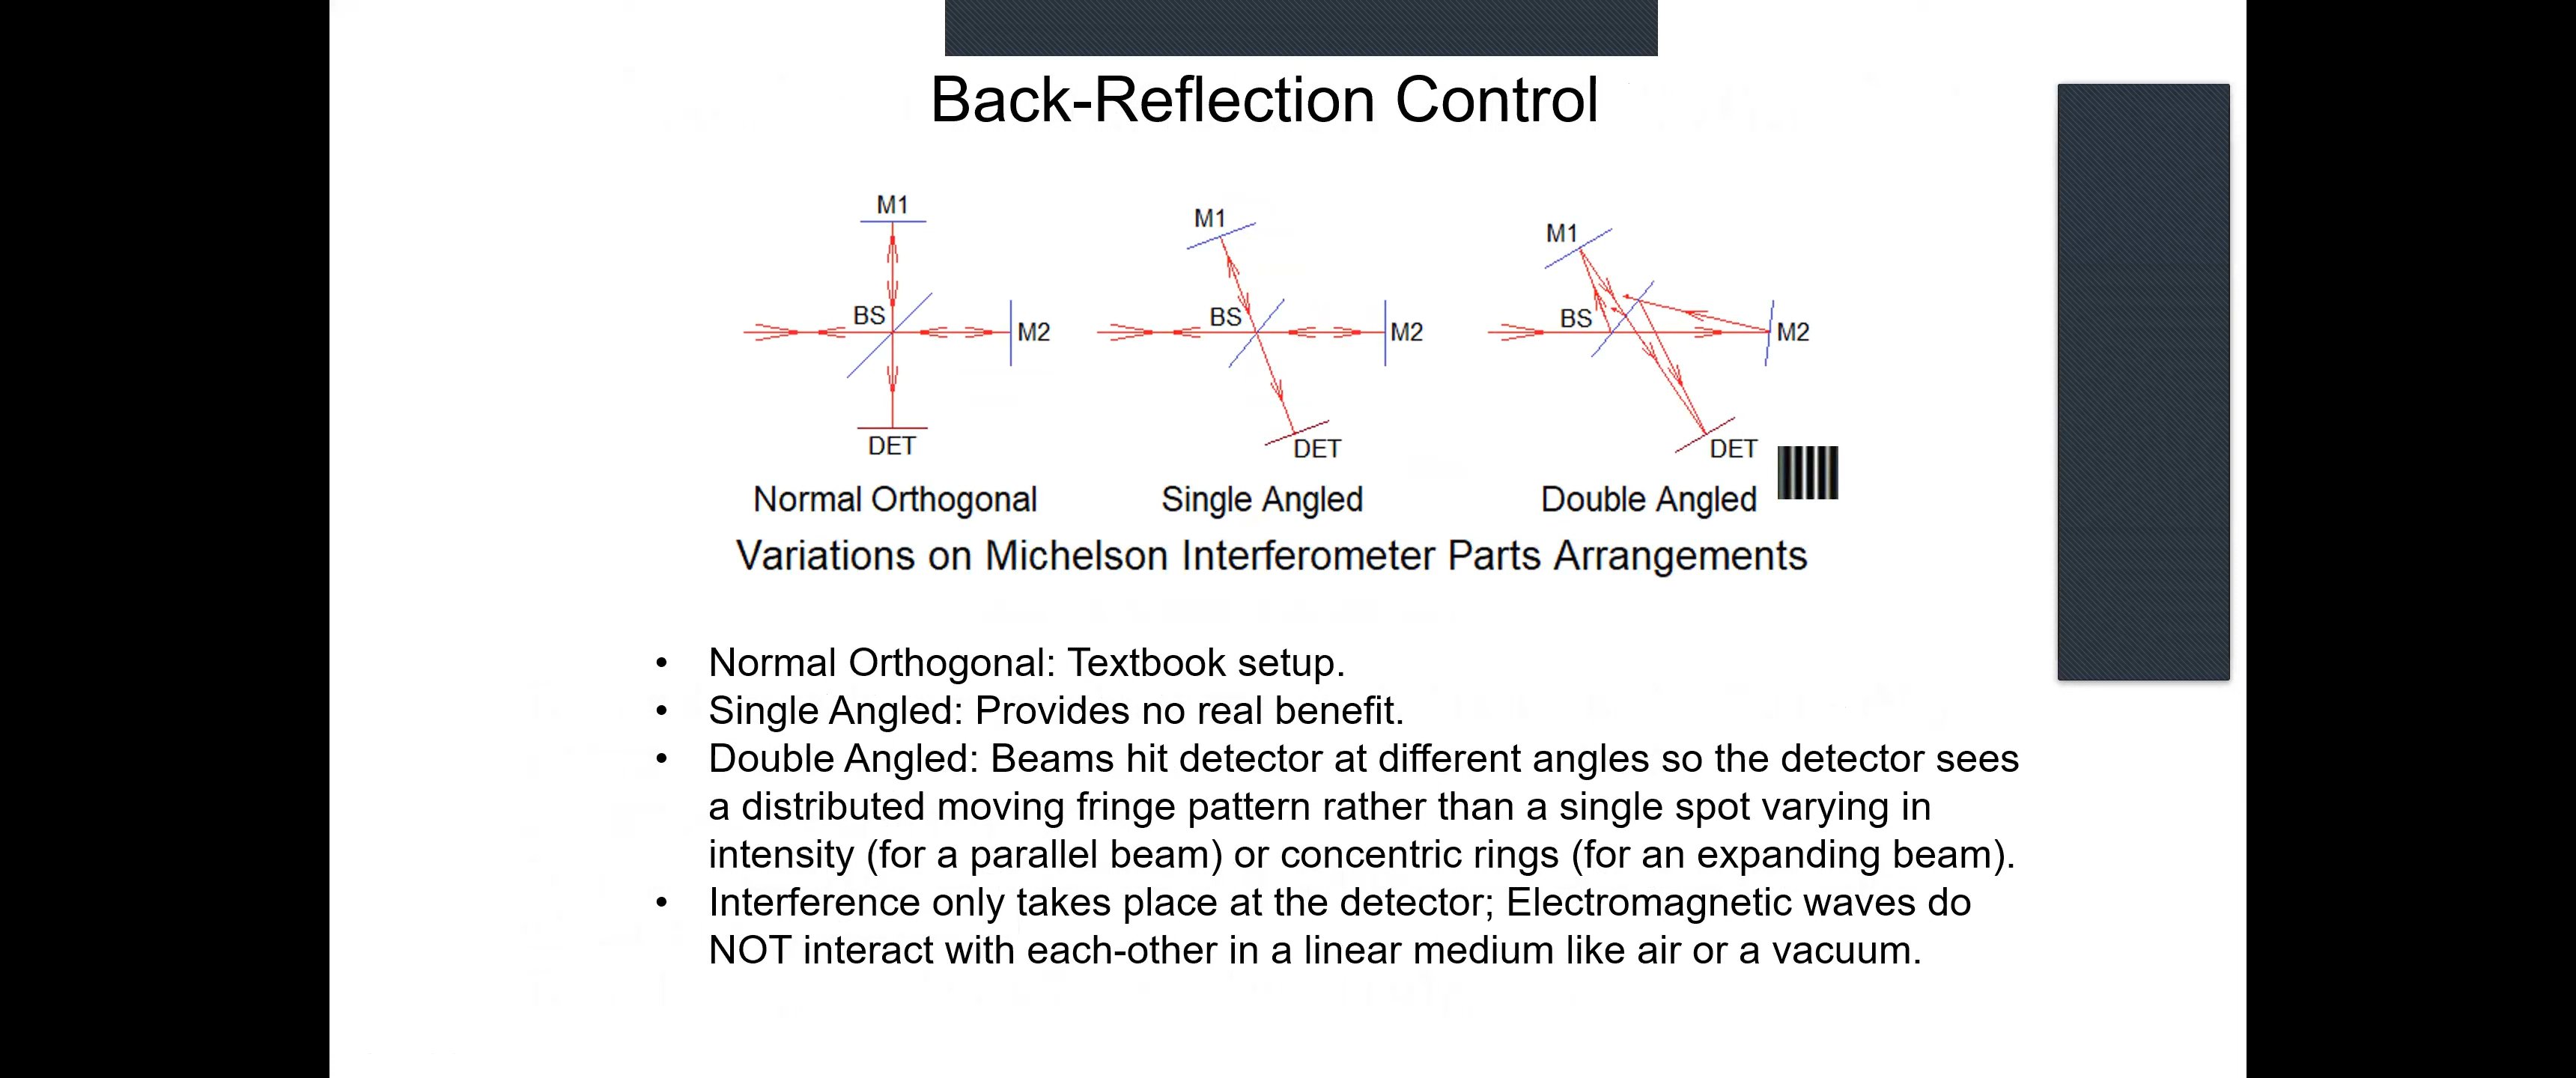 Back-Reflection Control
M1
BS
M2
DET
Normal Orthogonal
M1
BS
M2
DET
Single Angled
M1
BS
M2
DET
Double Angled
Variations on Michelson Interferometer Parts Arrangements
• Normal Orthogonal: Textbook setup.
• Single Angled: Provides no real benefit.
• Double Angled: Beams hit detector at different angles so the detector sees
a distributed moving fringe pattern rather than a single spot varying in
intensity (for a parallel beam) or concentric rings (for an expanding beam).
• Interference only takes place at the detector; Electromagnetic waves do
NOT interact with each-other in a linear medium like air or a vacuum.